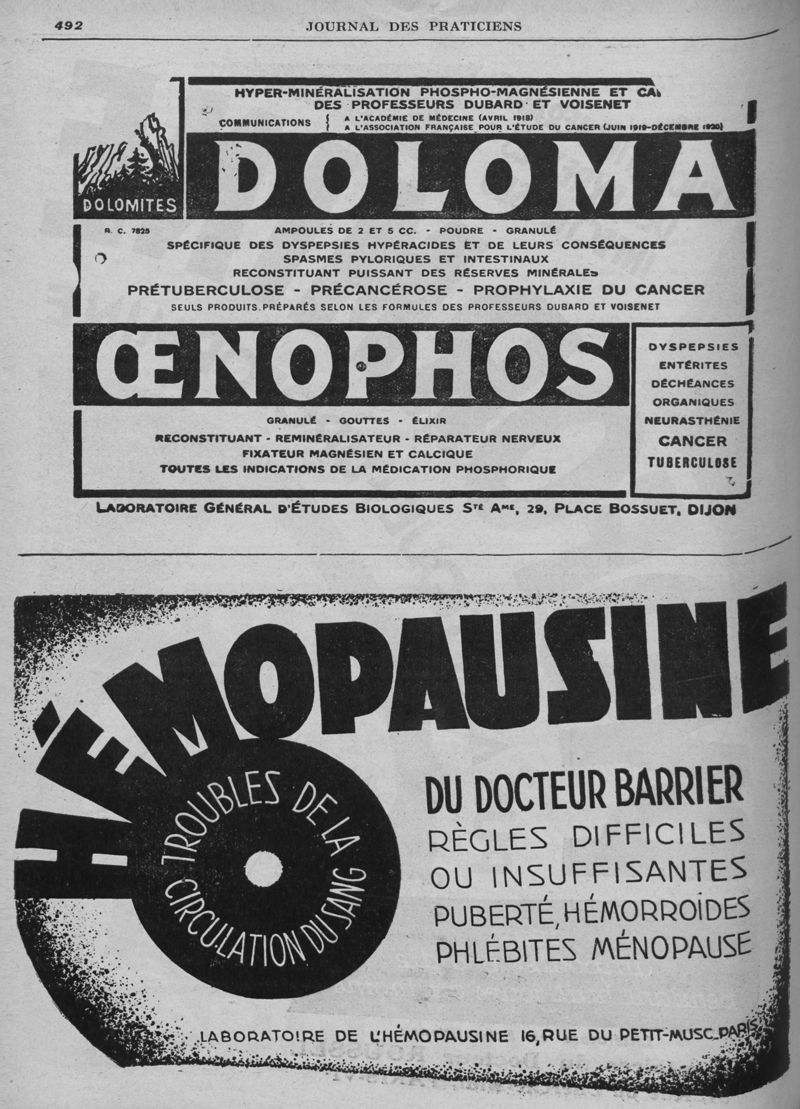 492
JOURNAL DES PRATICIENS
HYPER-MINÉRALISATION PHOSPHO-MAGNÉSIENNE ET
DES PROFESSEURS DUBARD ET VOISENET
COMMUNICATIONS
A L'ACADÉMIE DE MÉDECINE (AVRIL 1918)
A L'ASSOCIATION FRANÇAISE POUR L'ÉTUDE DU CANCER (JUIN 1919-DÉCEMBRE 1920)
DOLOMITES
DOLOMA
R. C. 7825
AMPOULES DE 2 ET 5 CC. - POUDRE - GRANULÉ
SPÉCIFIQUE DES DYSPEPSIES HYPÉRACIDES ET DE LEURS CONSÉQUENCES
SPASMES PYLORIQUES ET INTESTINAUX
RECONSTITUANT PUISSANT DES RÉSERVES MINÉRALES
PRÉTUBERCULOSE - PRÉCANCÉROSE - PROPHYLAXIE DU CANCER
SEULS PRODUITS PRÉPARÉS SELON LES FORMULES DES PROFESSEURS DUBARD ET VOISENET
ŒNOPHOS
GRANULÉ - GOUTTES - ÉLIXIR
RECONSTITUANT - REMINÉRALISATEUR - RÉPARATEUR NERVEUX
FIXATEUR MAGNÉSIEN ET CALCIQUE
TOUTES LES INDICATIONS DE LA MÉDICATION PHOSPHORIQUE
DYSPEPSIES
ENTÉRITES
DÉCHÉANCES
ORGANIQUES
NEURASTHÉNIE
CANCER
TUBERCULOSE
LABORATOIRE GÉNÉRAL D'ÉTUDES BIOLOGIQUES STÉ AME, 29, PLACE BOSSUET, DIJON
HÉMOPAUSINE
TROUBLES DE LA
CIRCULATION DU SANG
DU DOCTEUR BARRIER
RÈGLES DIFFICILES
OU INSUFFISANTES
PUBERTÉ, HÉMORROÏDES
PHLÉBITES MÉNOPAUSE
LABORATOIRE DE L'HÉMOPAUSINE 16, RUE DU PETIT-MUSC_PARIS